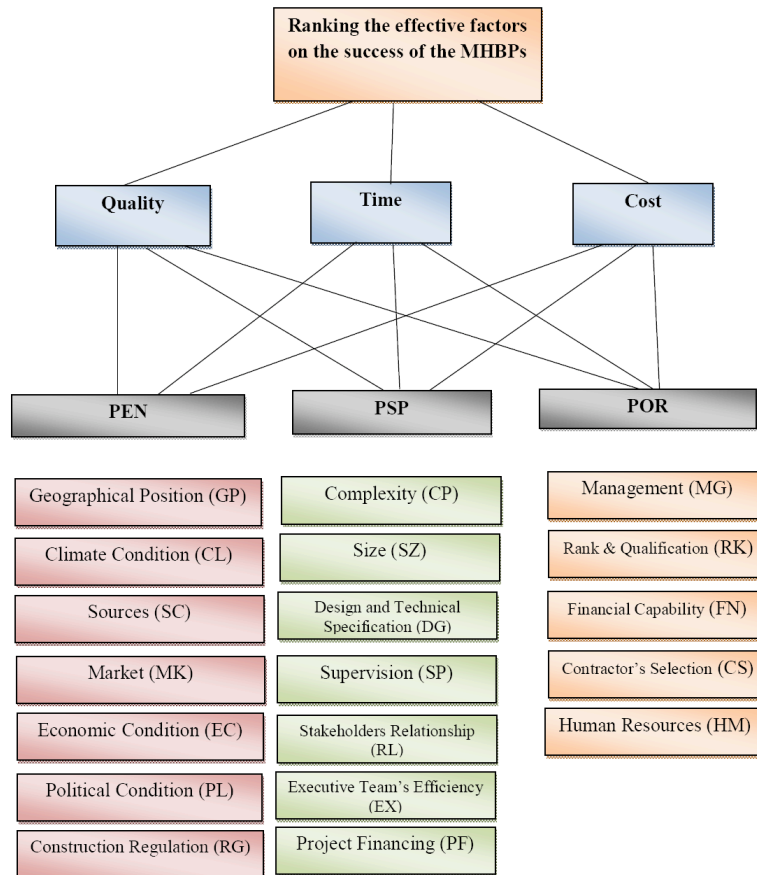 Ranking the effective factors
on the success of the MHBPs
Quality
Time
Cost
PEN
PSP
POR
Geographical Position (GP)
Climate Condition (CL)
Sources (SC)
Market (MK)
Economic Condition (EC)
Political Condition (PL)
Construction Regulation (RG)
Complexity (CP)
Size (SZ)
Design and Technical
Specification (DG)
Supervision (SP)
Stakeholders Relationship
(RL)
Executive Team's Efficiency
(EX)
Project Financing (PF)
Management (MG)
Rank & Qualification (RK)
Financial Capability (FN)
Contractor's Selection (CS)
Human Resources (HM)